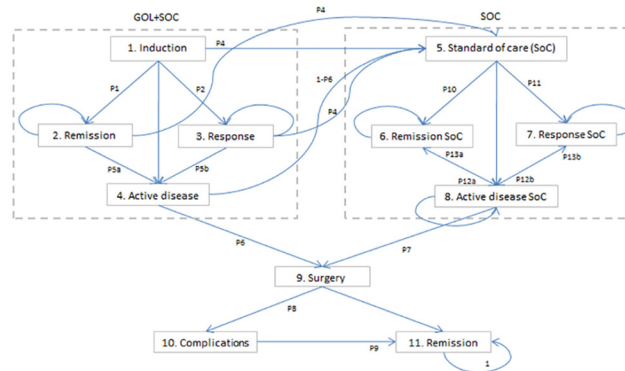 GOL+SOC
SOC
P4
1. Induction
P4
5. Standard of care (SoC)
1-P6
P1
P2
P10
P11
P4
2. Remission
3. Response
6. Remission SoC
7. Response SoC
P5a
P5b
P13a
P13b
P12a
P12b
4. Active disease
8. Active disease SoC
P6
P7
9. Surgery
P8
10. Complications
P9
11. Remission
1